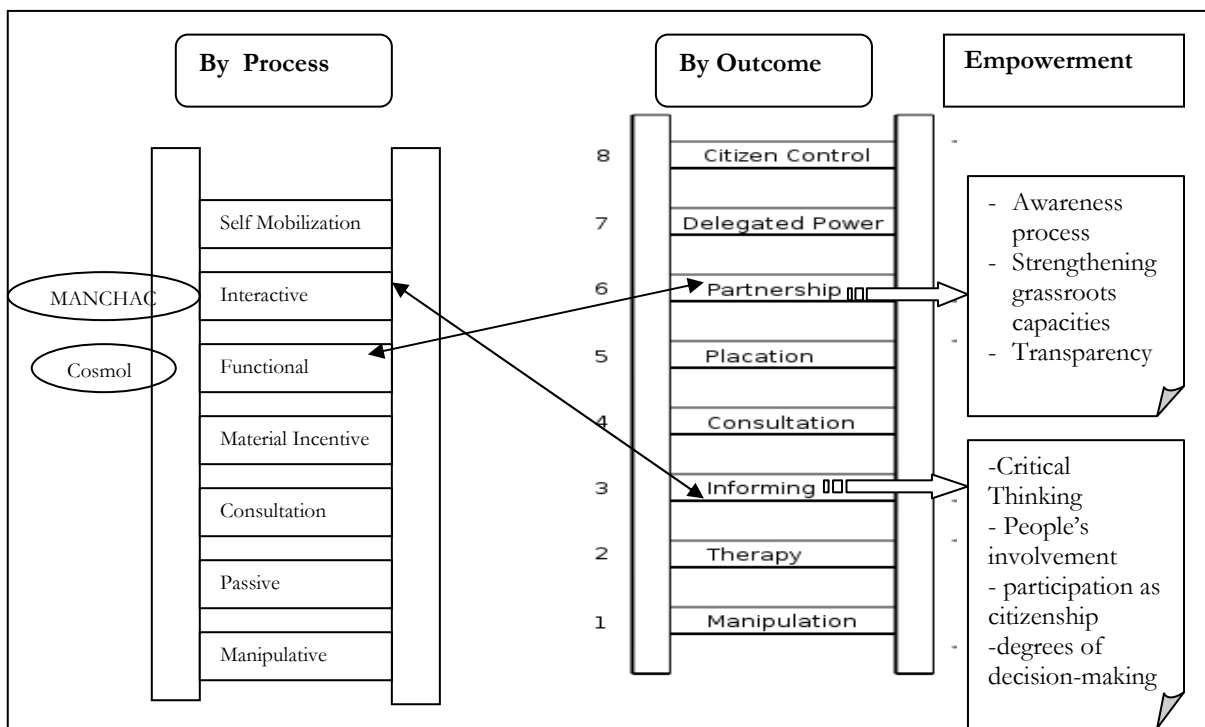 By Process
By Outcome
Empowerment
Self Mobilization
MANCHAC
Interactive
Cosmol
Functional
Material Incentive
Consultation
Passive
Manipulative
8 Citizen Control
7 Delegated Power
6 Partnership
5 Placation
4 Consultation
3 Informing
2 Therapy
1 Manipulation
- Awareness
process
- Strengthening
grassroots
capacities
- Transparency
-Critical
Thinking
- People’s
involvement
- participation as
citizenship
-degrees of
decision-making